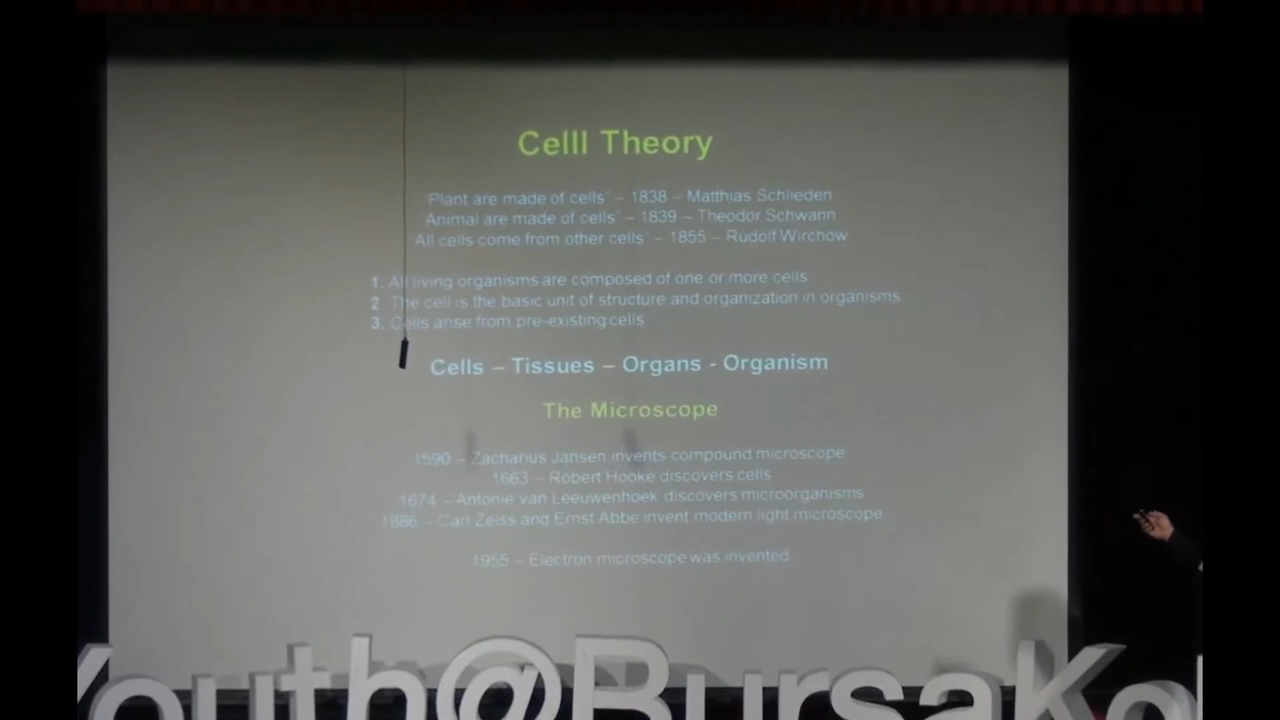 Celll Theory
"Plant are made of cells" – 1838 – Matthias Schlieden
"Animal are made of cells" – 1839 – Theodor Schwann
All cells come from other cells" – 1855 – Rudolf Wirchow
1. All living organisms are composed of one or more cells.
2 The cell is the basic unit of structure and organization in organisms
3. Cells arise from pre-existing cells
Cells – Tissues – Organs - Organism
The Microscope
1590 – Zacharius Jansen invents compound microscope
1663 – Robert Hooke discovers cells
1674 – Antonie van Leeuwenhoek discovers microorganisms
1886 – Carl Zeiss and Ernst Abbe invent modern light microscope
1955 – Electron microscope was invented
Youth@BursaKo